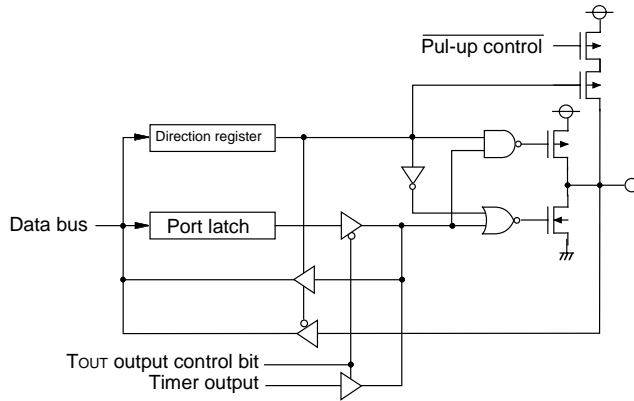 Pul-up control
Direction register
Data bus
Port latch
TOUT output control bit
Timer output